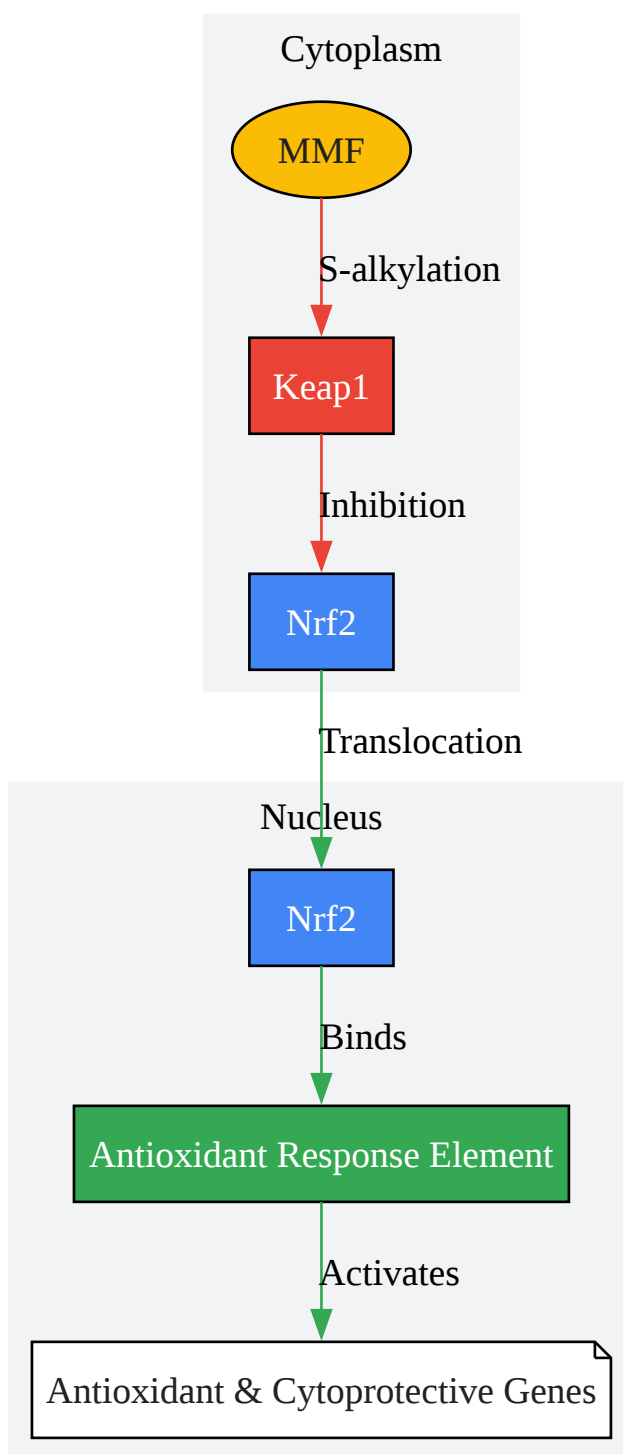 Cytoplasm
MMF
S-alkylation
Keap1
Inhibition
Nrf2
Translocation
Nucleus
Nrf2
Binds
Antioxidant Response Element
Activates
Antioxidant & Cytoprotective Genes